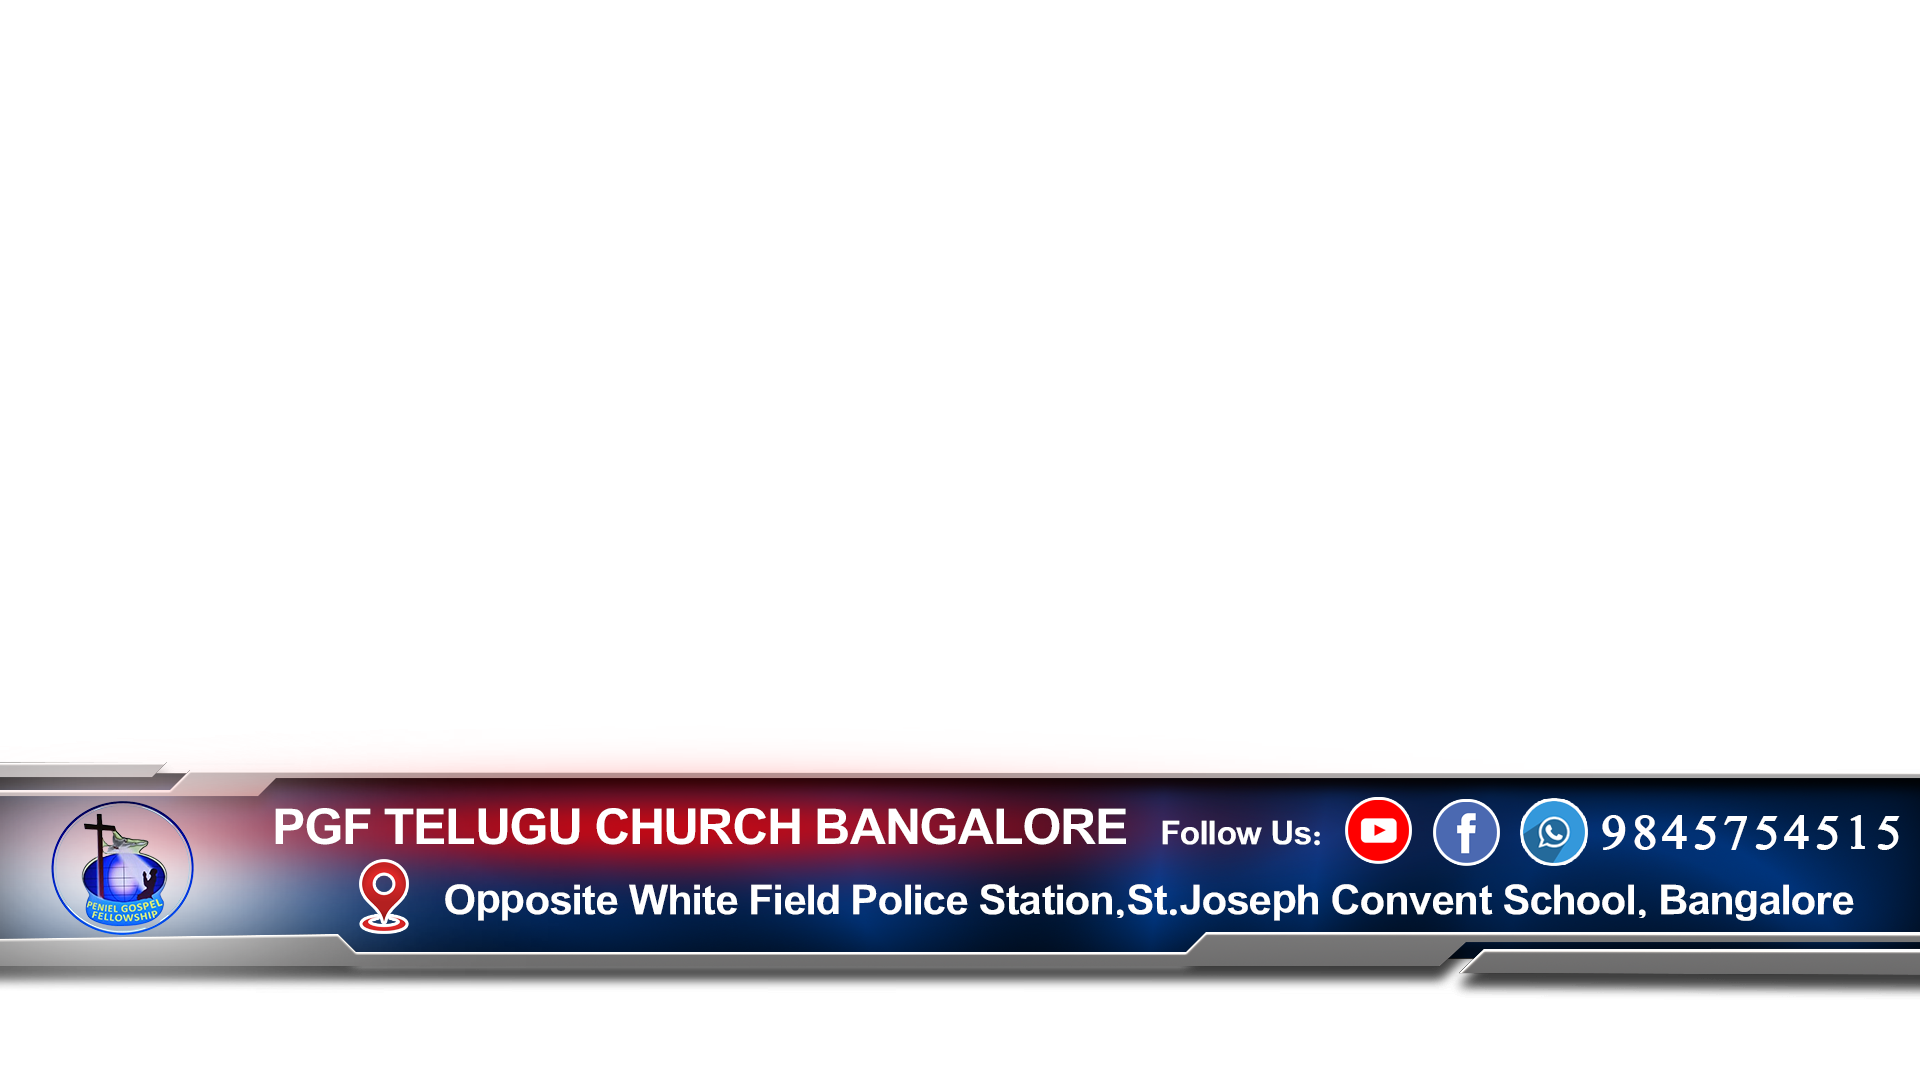 PGF TELUGU CHURCH BANGALORE Follow Us: 9845754515
Opposite White Field Police Station,St.Joseph Convent School, Bangalore
PENIEL GOSPEL
FELLOWSHIP